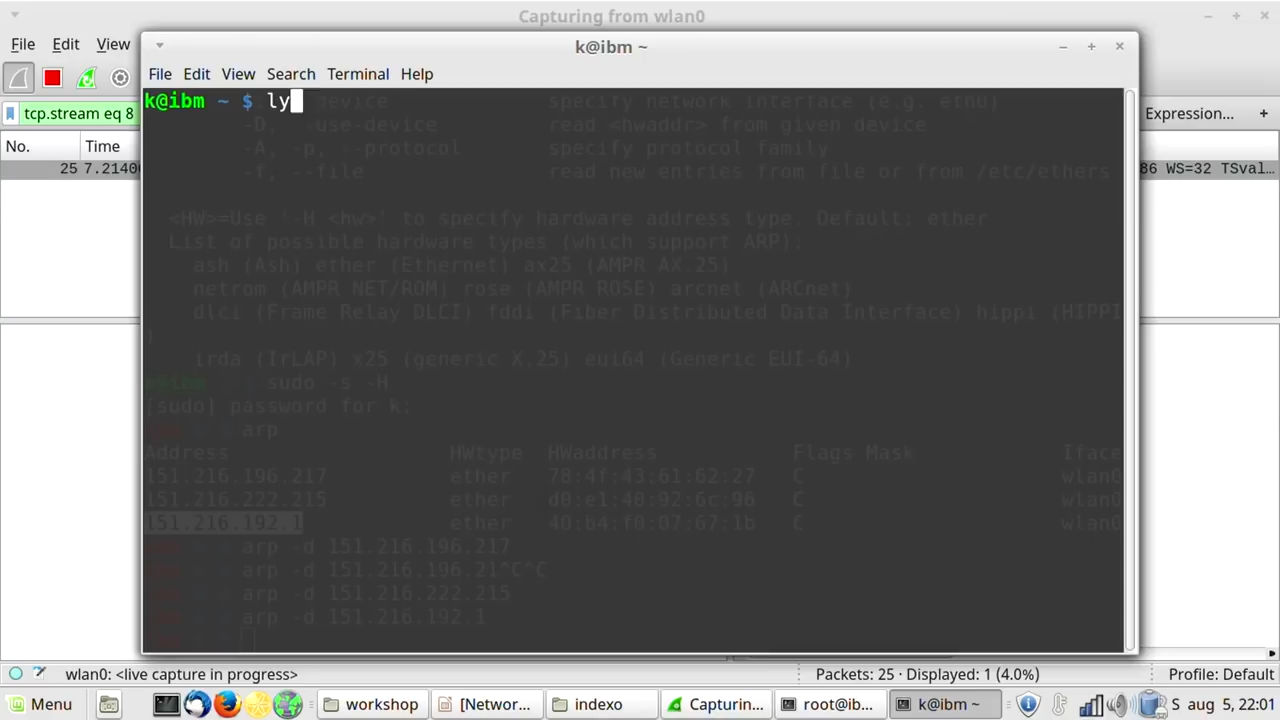 Capturing from wlan0
File Edit View
tcp.stream eq 8
Expression... +
No. Time
25 7.2140
86 WS=32 TSval...
k@ibm ~
File Edit View Search Terminal Help
k@ibm ~ $ ly
device specify network interface (e.g. eth0)
-D, --use-device read <hwaddr> from given device
-A, -p, --protocol specify protocol family
-f, --file read new entries from file or from /etc/ethers
<HW>=Use '-H <hw>' to specify hardware address type. Default: ether
List of possible hardware types (which support ARP):
ash (Ash) ether (Ethernet) ax25 (AMPR AX.25)
netrom (AMPR NET/ROM) rose (AMPR ROSE) arcnet (ARCnet)
dlci (Frame Relay DLCI) fddi (Fiber Distributed Data Interface) hippi (HIPPI
)
irda (IrLAP) x25 (generic X.25) eui64 (Generic EUI-64)
k@ibm sudo -s -H
[sudo] password for k:
arp
Address HWtype HWaddress Flags Mask Iface
151.216.196.217 ether 78:4f:43:61:62:27 C wlan0
151.216.222.215 ether d0:e1:40:92:6c:96 C wlan0
151.216.192.1 ether 40:b4:f0:07:67:1b C wlan0
arp -d 151.216.196.217
arp -d 151.216.196.21^C^C
arp -d 151.216.222.215
arp -d 151.216.192.1
wlan0: <live capture in progress>
Packets: 25 · Displayed: 1 (4.0%)
Profile: Default
Menu
workshop
[Networ...
indexo
Capturin...
root@ib...
k@ibm ~
S aug 5, 22:01